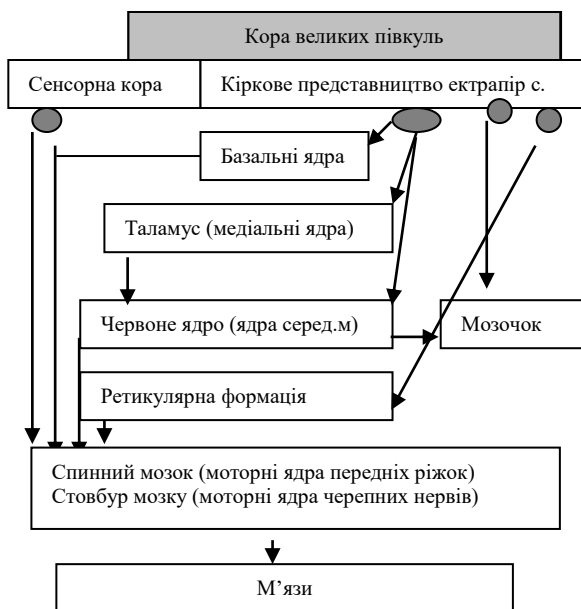 Кора великих півкуль
Сенсорна кора
Кіркове представництво ектрапір с.
Базальні ядра
Таламус (медіальні ядра)
Червоне ядро (ядра серед.м)
Мозочок
Ретикулярна формація
Спинний мозок (моторні ядра передніх ріжок)
Стовбур мозку (моторні ядра черепних нервів)
М’язи